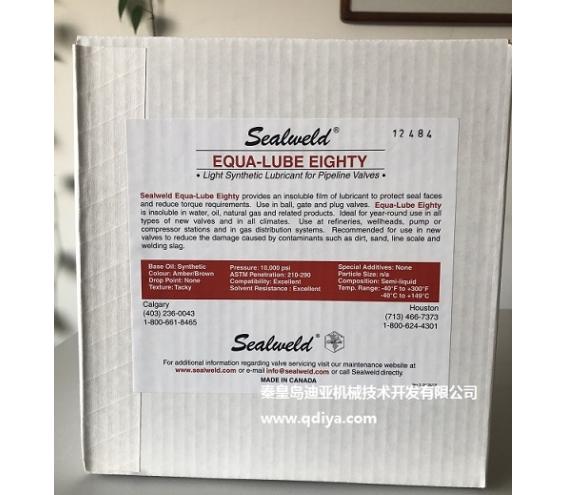 Sealweld®
12484
EQUA-LUBE EIGHTY
• Light Synthetic Lubricant for Pipeline Valves •
Sealweld Equa-Lube Eighty provides an insoluble film of lubricant to protect seal faces
and reduce torque requirements. Use in ball, gate and plug valves. Equa-Lube Eighty
is insoluble in water, oil, natural gas and related products. Ideal for year-round use in all
types of new valves and in all climates. Use at refineries, wellheads, pump or
compressor stations and in gas distribution systems. Recommended for use in new
valves to reduce the damage caused by contaminants such as dirt, sand, line scale and
welding slag.
Base Oil: Synthetic Pressure: 10,000 psi Special Additives: None
Colour: Amber/Brown ASTM Penetration: 210-290 Particle Size: n/a
Drop Point: None Compatibility: Excellent Composition: Semi-liquid
Texture: Tacky Solvent Resistance: Excellent Temp. Range: -40°F to +300°F
-40°C to +149°C
Calgary Houston
(403) 236-0043 (713) 466-7373
1-800-661-8465 1-800-624-4301
Sealweld®
For additional information regarding valve servicing visit our maintenance website at
www.sealweld.com or e-mail info@sealweld.com or call Sealweld directly.
MADE IN CANADA
秦皇岛迪亚机械技术开发有限公司
www.qdiya.com